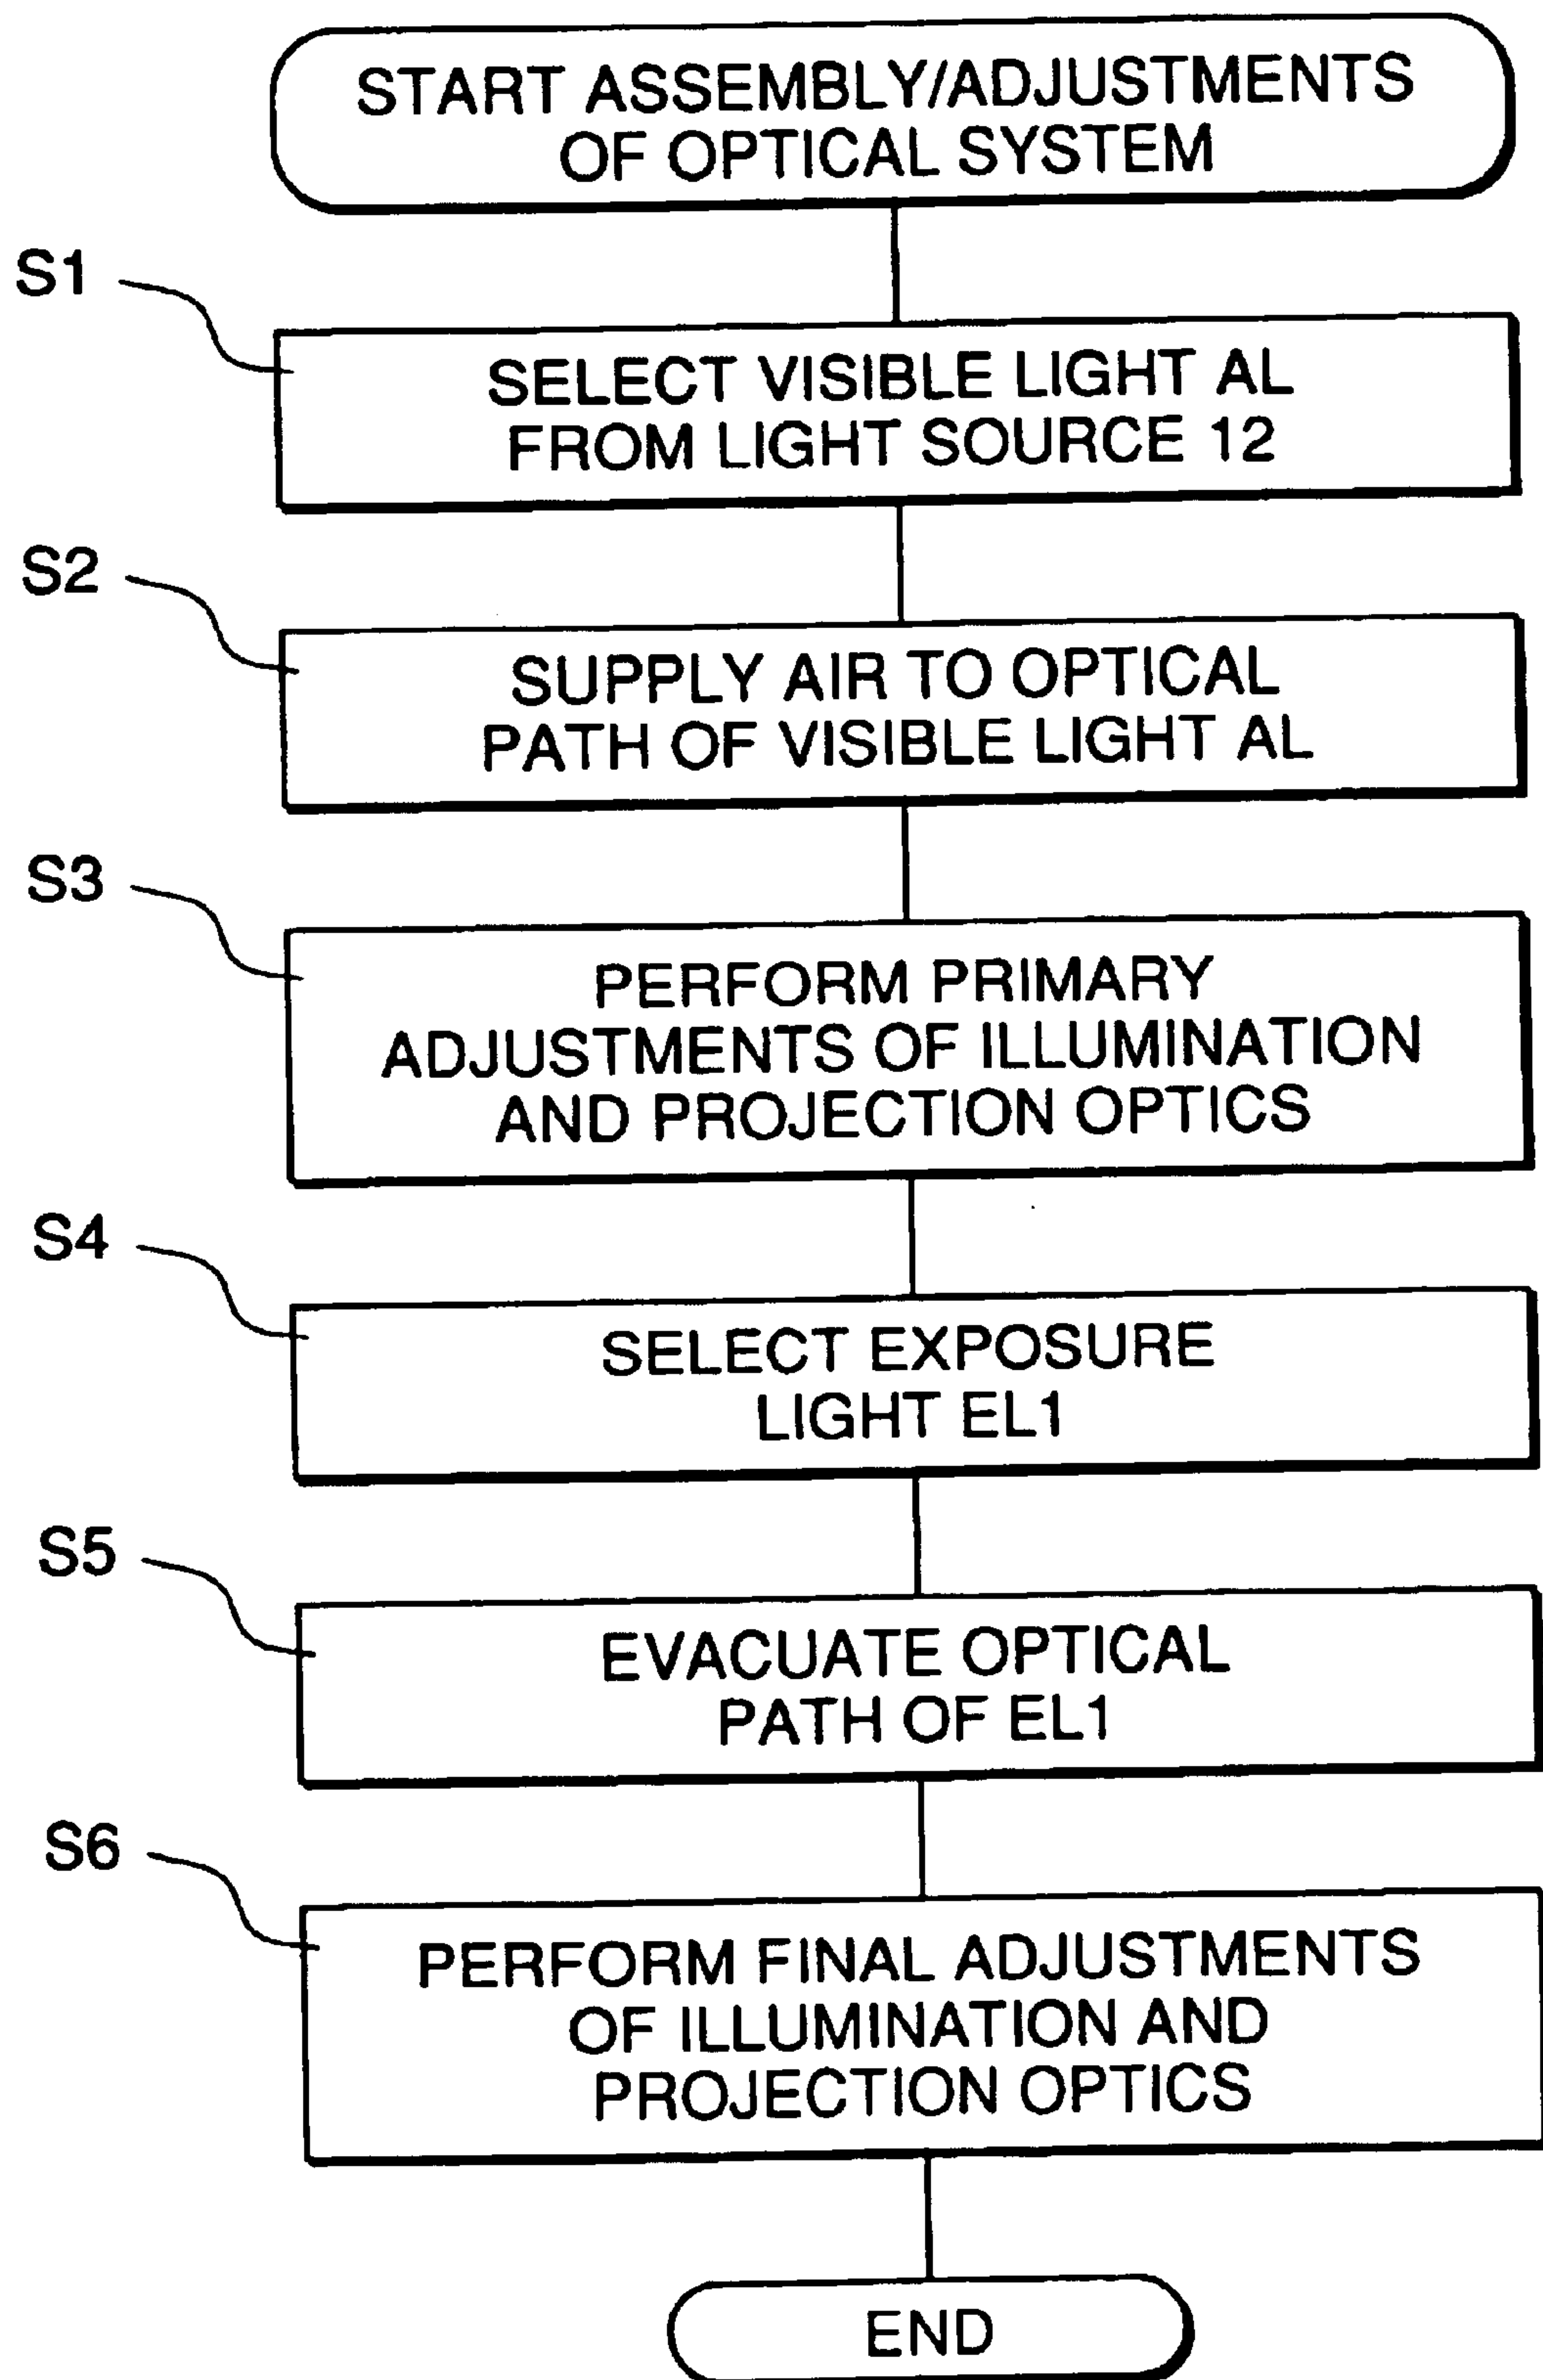 START ASSEMBLY/ADJUSTMENTS
OF OPTICAL SYSTEM
S1
SELECT VISIBLE LIGHT AL
FROM LIGHT SOURCE 12
S2
SUPPLY AIR TO OPTICAL
PATH OF VISIBLE LIGHT AL
S3
PERFORM PRIMARY
ADJUSTMENTS OF ILLUMINATION
AND PROJECTION OPTICS
S4
SELECT EXPOSURE
LIGHT EL1
S5
EVACUATE OPTICAL
PATH OF EL1
S6
PERFORM FINAL ADJUSTMENTS
OF ILLUMINATION AND
PROJECTION OPTICS
END